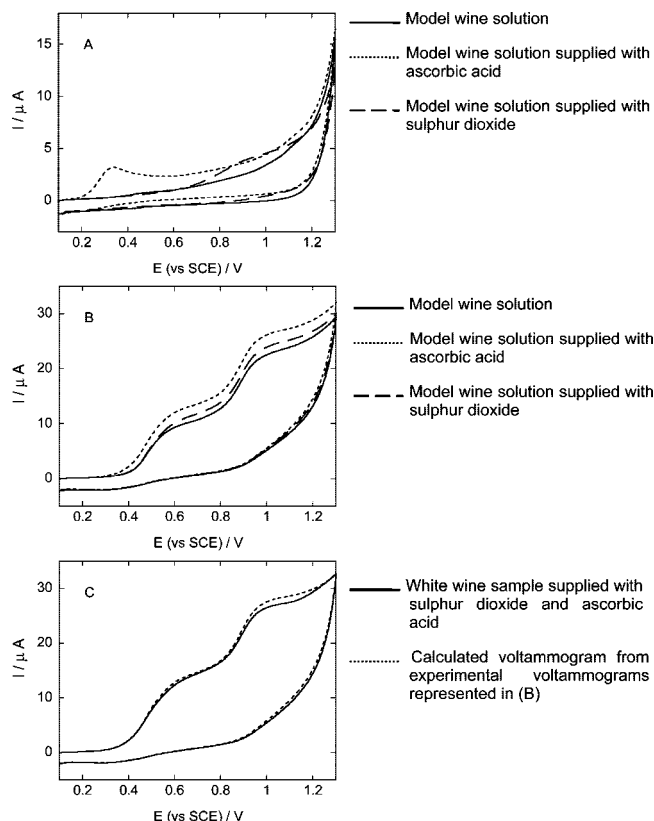 A
15
10
5
0
I / µ A
0.2 0.4 0.6 0.8 1 1.2
E (vs SCE) / V
Model wine solution
Model wine solution supplied with
ascorbic acid
Model wine solution supplied with
sulphur dioxide
B
30
20
10
0
I / µ A
0.2 0.4 0.6 0.8 1 1.2
E (vs SCE) / V
Model wine solution
Model wine solution supplied with
ascorbic acid
Model wine solution supplied with
sulphur dioxide
C
30
20
10
0
I / µ A
0.2 0.4 0.6 0.8 1 1.2
E (vs SCE) / V
White wine sample supplied with
sulphur dioxide and ascorbic
acid
Calculated voltammogram from
experimental voltammograms
represented in (B)